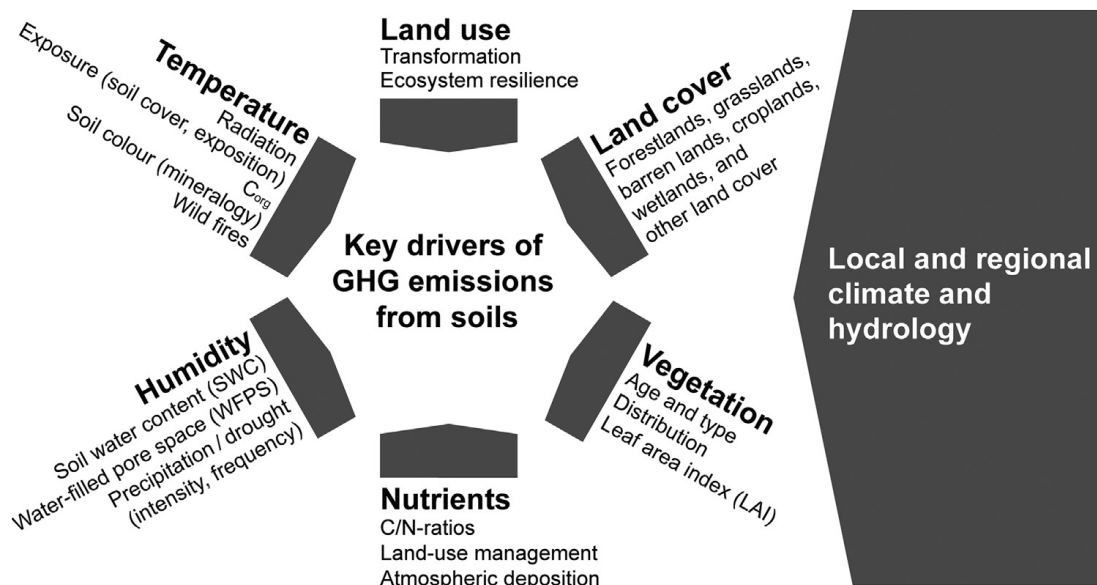 Land use
Transformation
Ecosystem resilience
Temperature
Radiation
Exposure (soil cover, exposition)
Corg
Soil colour (mineralogy)
Wild fires
Land cover
Forestlands, grasslands,
barren lands, croplands,
wetlands, and
other land cover
Key drivers of
GHG emissions
from soils
Local and regional
climate and
hydrology
Humidity
Soil water content (SWC)
Water-filled pore space (WFPS)
Precipitation / drought
(intensity, frequency)
Vegetation
Age and type
Distribution
Leaf area index (LAI)
Nutrients
C/N-ratios
Land-use management
Atmospheric deposition